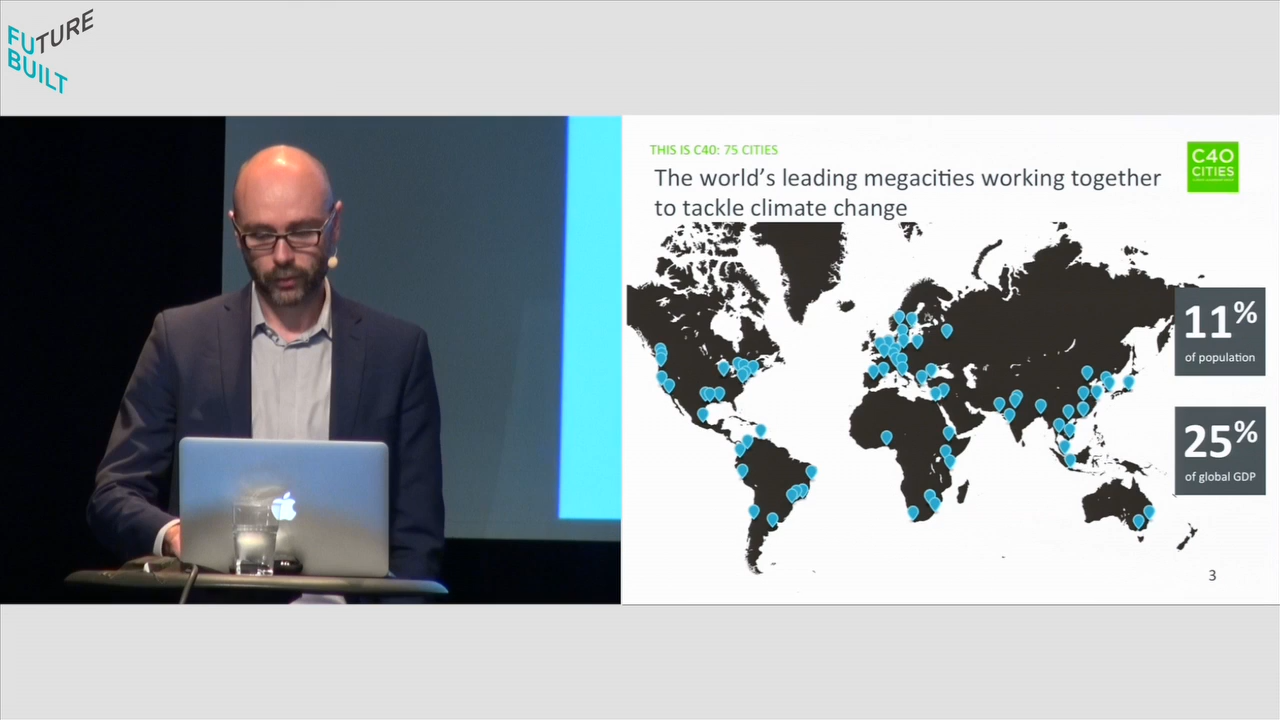 FUTURE
BUILT
THIS IS C40: 75 CITIES
The world's leading megacities working together
to tackle climate change
C40
CITIES
11%
of population
25%
of global GDP
3